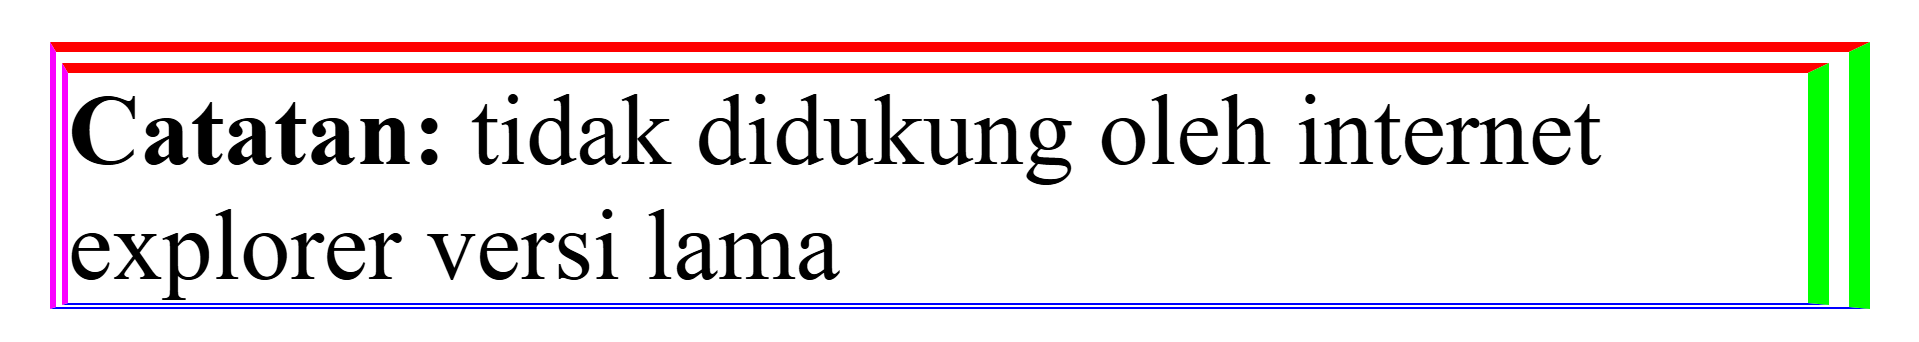 Catatan: tidak didukung oleh internet
explorer versi lama